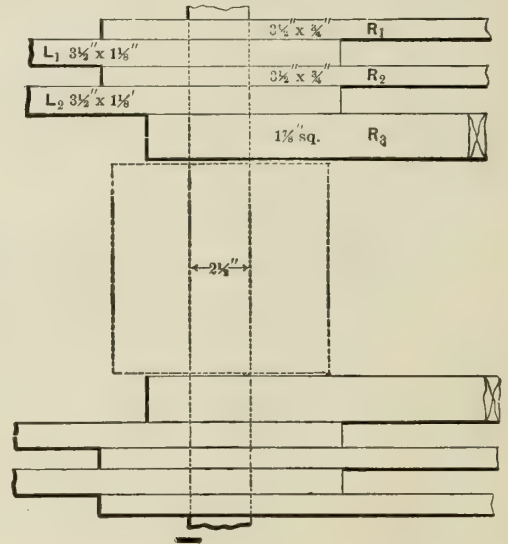 3½″ x ¾″ R₁
L₁ 3½″ x 1⅛″
3½″ x ¾″ R₂
L₂ 3½″ x 1⅛′
1⅞″ sq. R₃
2½″